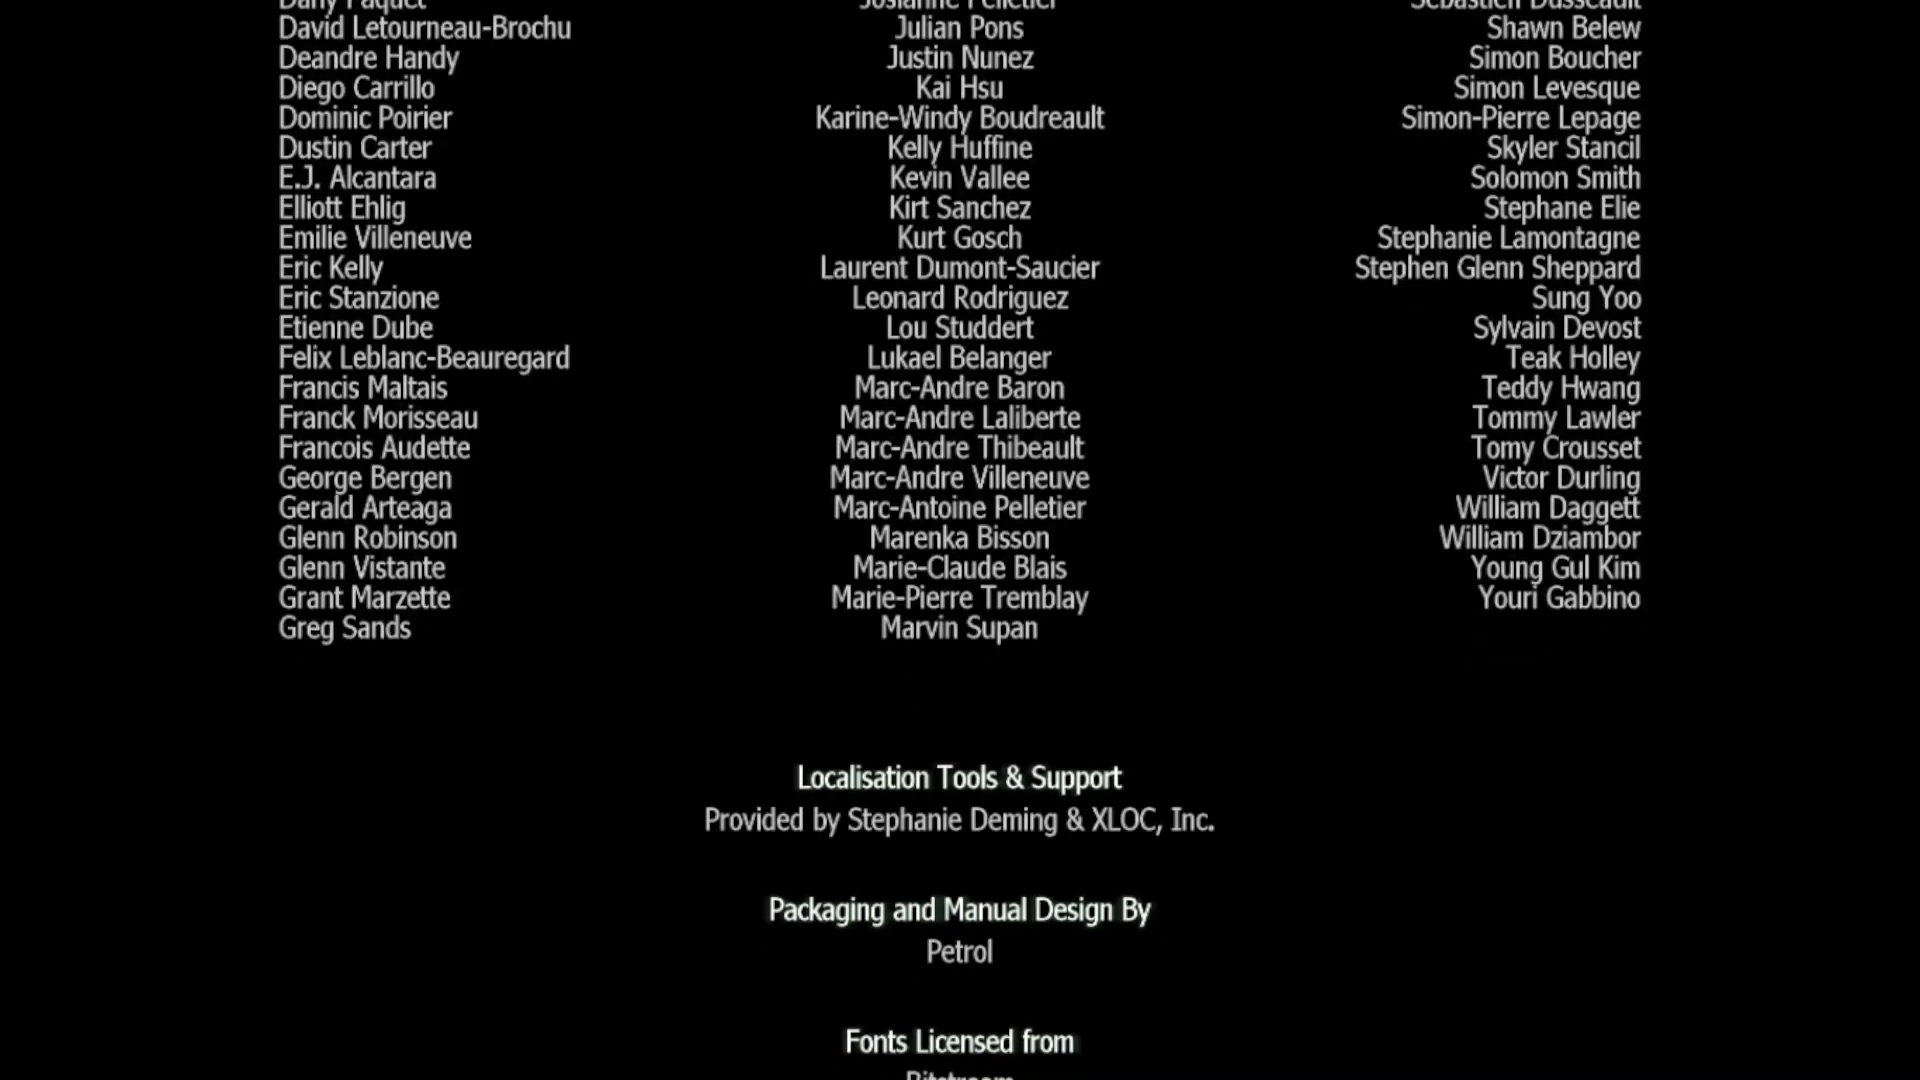 Dany Paquet
David Letourneau-Brochu
Deandre Handy
Diego Carrillo
Dominic Poirier
Dustin Carter
E.J. Alcantara
Elliott Ehlig
Emilie Villeneuve
Eric Kelly
Eric Stanzione
Etienne Dube
Felix Leblanc-Beauregard
Francis Maltais
Franck Morisseau
Francois Audette
George Bergen
Gerald Arteaga
Glenn Robinson
Glenn Vistante
Grant Marzette
Greg Sands
Josianne Pelletier
Julian Pons
Justin Nunez
Kai Hsu
Karine-Windy Boudreault
Kelly Huffine
Kevin Vallee
Kirt Sanchez
Kurt Gosch
Laurent Dumont-Saucier
Leonard Rodriguez
Lou Studdert
Lukael Belanger
Marc-Andre Baron
Marc-Andre Laliberte
Marc-Andre Thibeault
Marc-Andre Villeneuve
Marc-Antoine Pelletier
Marenka Bisson
Marie-Claude Blais
Marie-Pierre Tremblay
Marvin Supan
Sebastien Dusseault
Shawn Belew
Simon Boucher
Simon Levesque
Simon-Pierre Lepage
Skyler Stancil
Solomon Smith
Stephane Elie
Stephanie Lamontagne
Stephen Glenn Sheppard
Sung Yoo
Sylvain Devost
Teak Holley
Teddy Hwang
Tommy Lawler
Tomy Crousset
Victor Durling
William Daggett
William Dziambor
Young Gul Kim
Youri Gabbino
Localisation Tools & Support
Provided by Stephanie Deming & XLOC, Inc.
Packaging and Manual Design By
Petrol
Fonts Licensed from
Bitstream